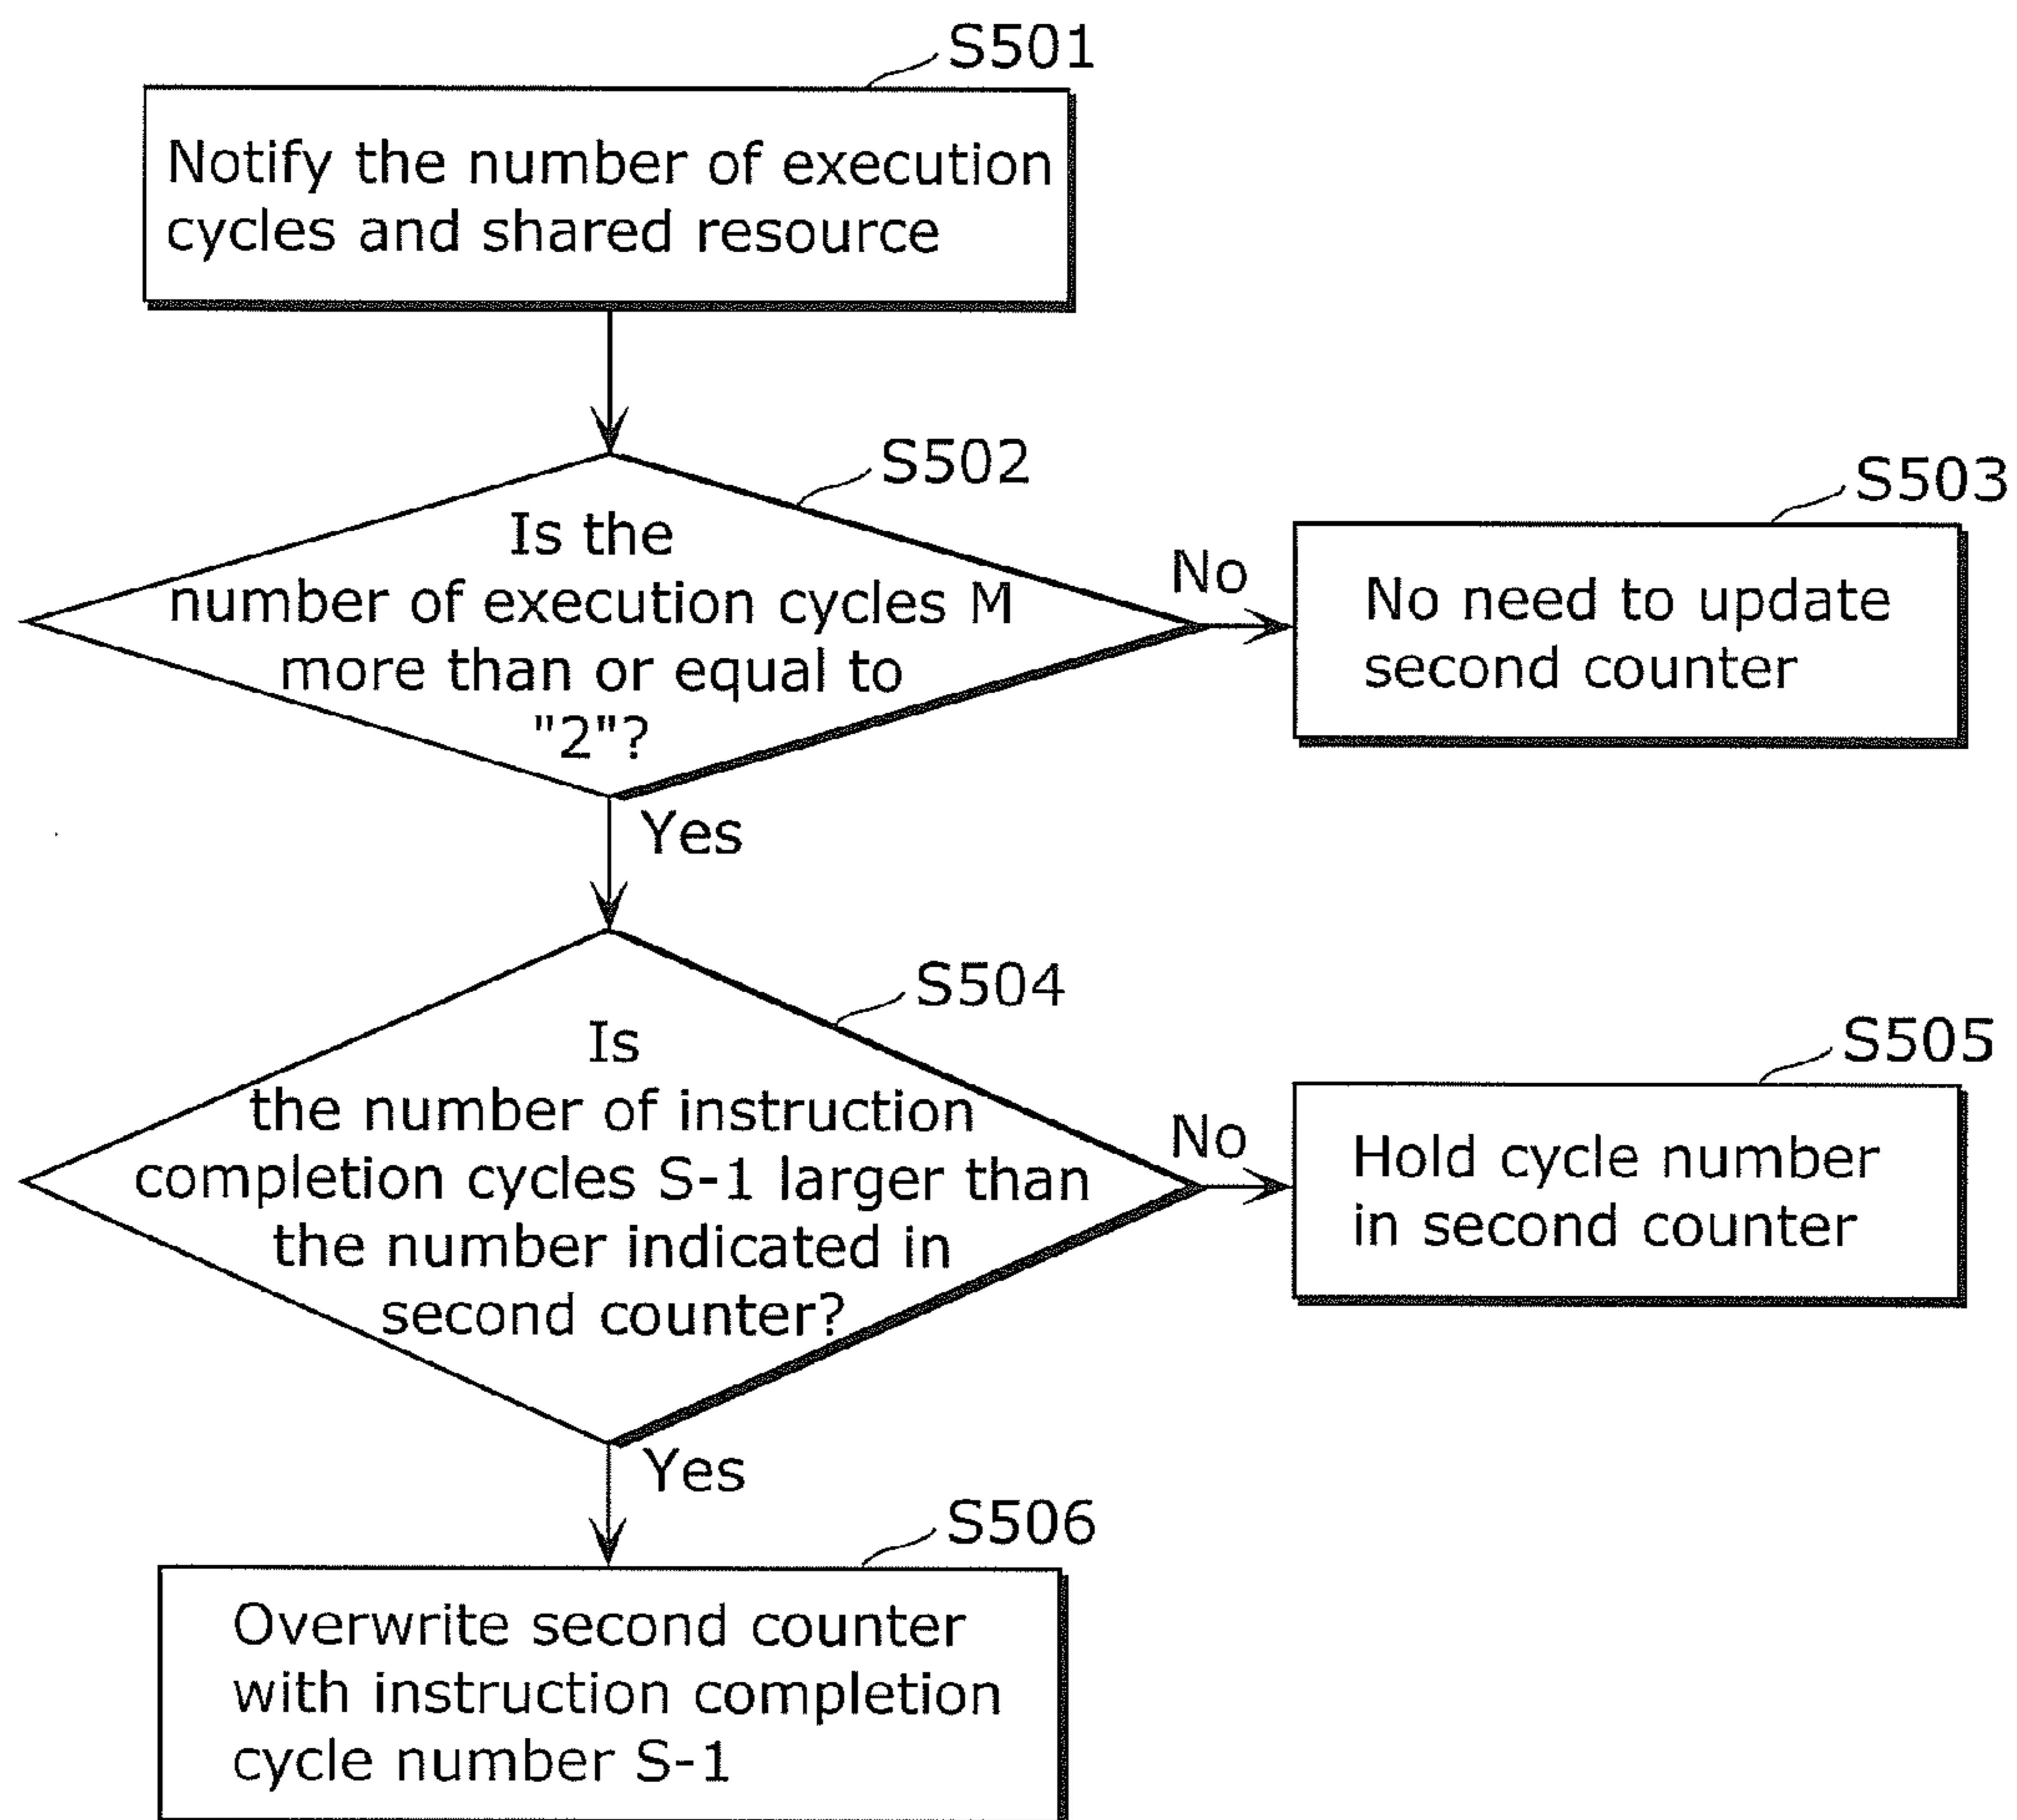 S501
Notify the number of execution
cycles and shared resource
S502
Is the
number of execution cycles M
more than or equal to
"2"?
No
S503
No need to update
second counter
Yes
S504
Is
the number of instruction
completion cycles S-1 larger than
the number indicated in
second counter?
No
S505
Hold cycle number
in second counter
Yes
S506
Overwrite second counter
with instruction completion
cycle number S-1